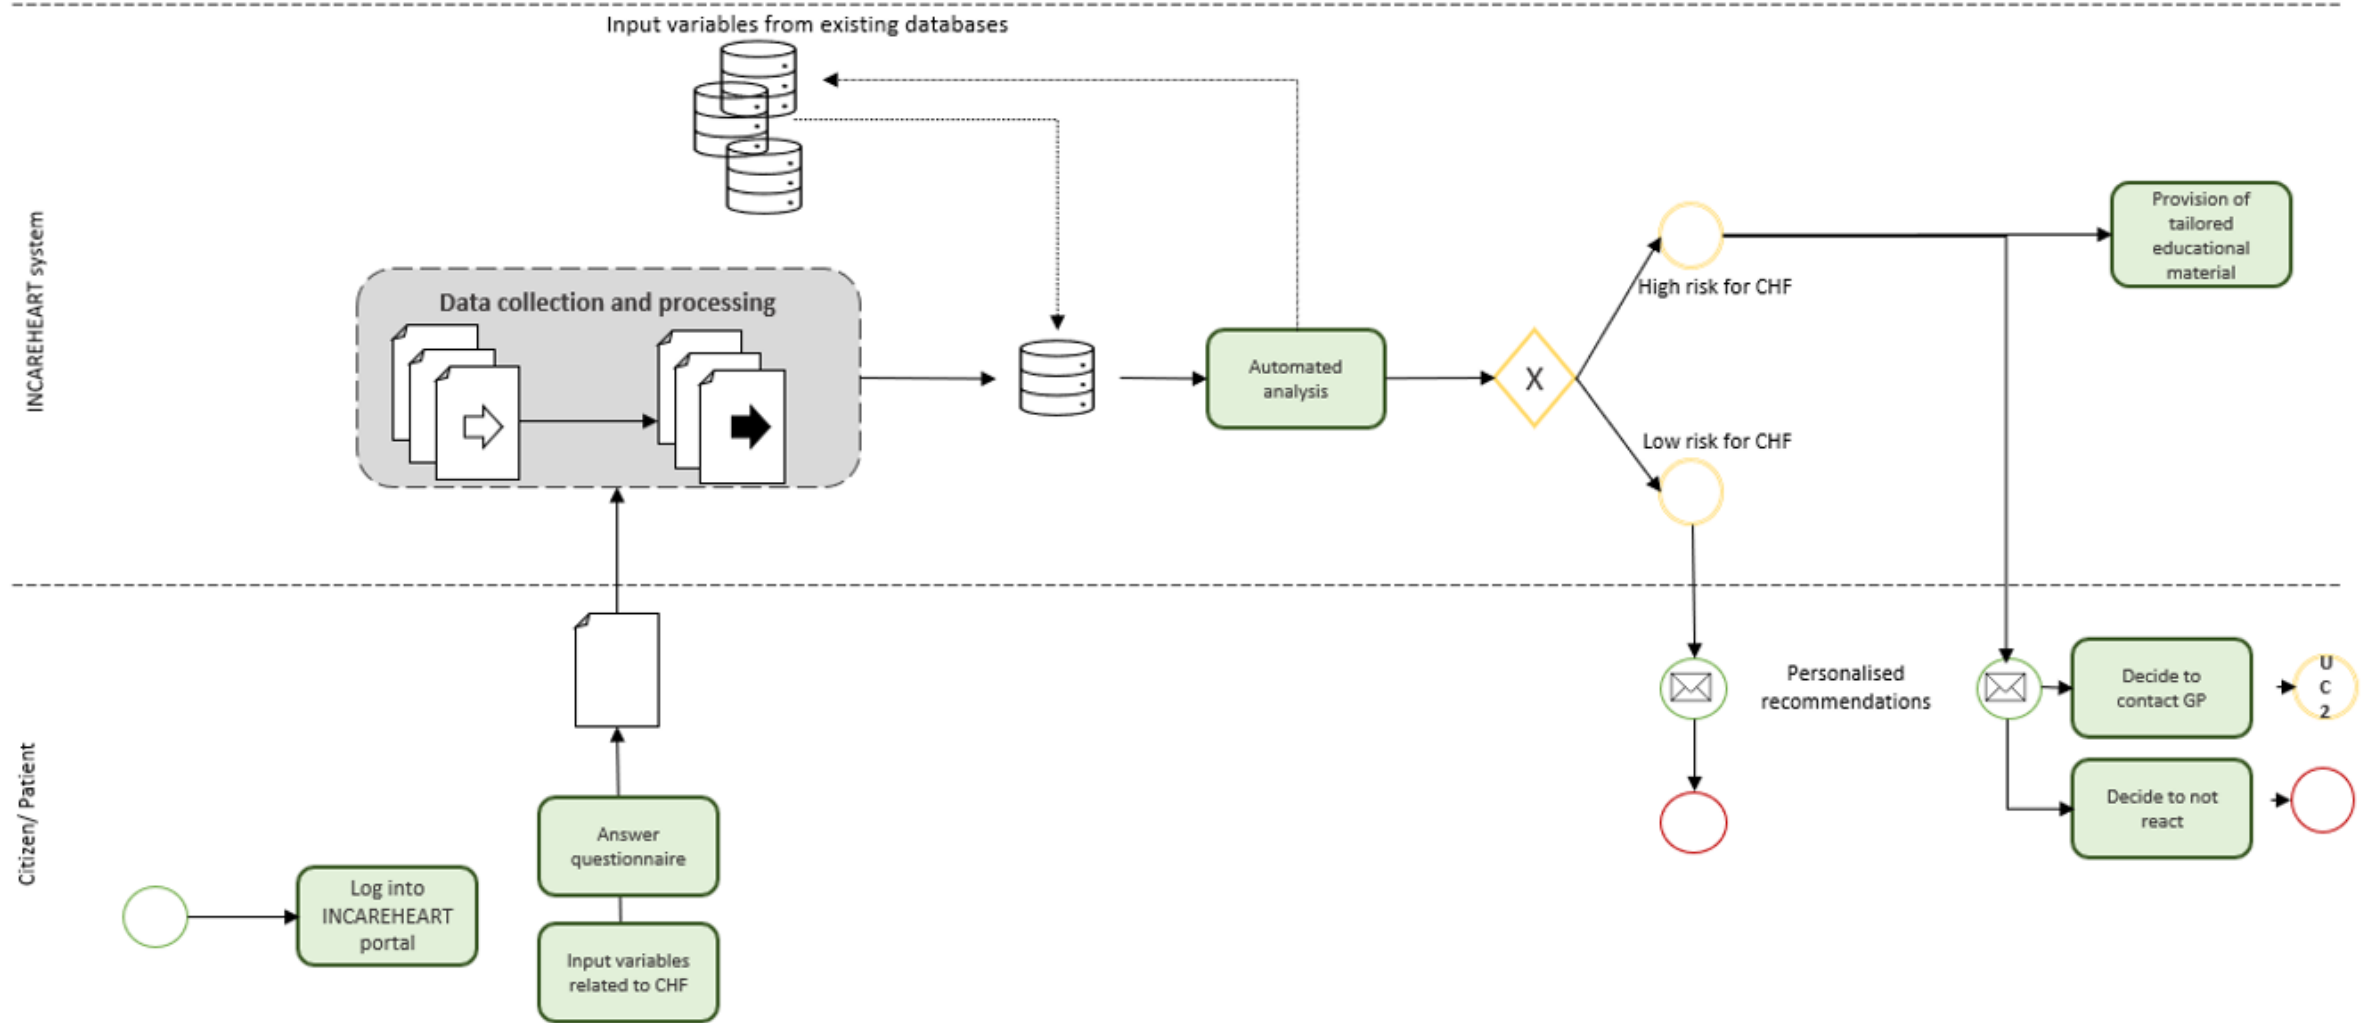 Input variables from existing databases
INCAREHEART system
Data collection and processing
Automated
analysis
X
High risk for CHF
Low risk for CHF
Provision of
tailored
educational
material
Citizen/ Patient
Log into
INCAREHEART
portal
Answer
questionnaire
Input variables
related to CHF
Personalised
recommendations
Decide to
contact GP
U
C
2
Decide to not
react